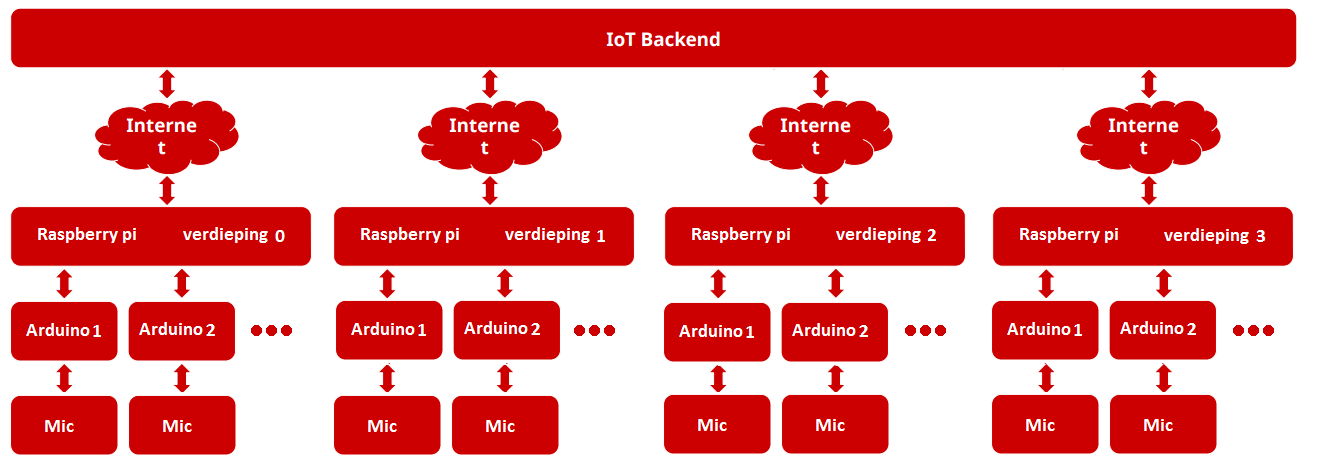 IoT Backend
Interne
t
Interne
t
Interne
t
Interne
t
Raspberry pi verdieping 0
Raspberry pi verdieping 1
Raspberry pi verdieping 2
Raspberry pi verdieping 3
Arduino 1
Arduino 2
Arduino 1
Arduino 2
Arduino 1
Arduino 2
Arduino 1
Arduino 2
Mic
Mic
Mic
Mic
Mic
Mic
Mic
Mic